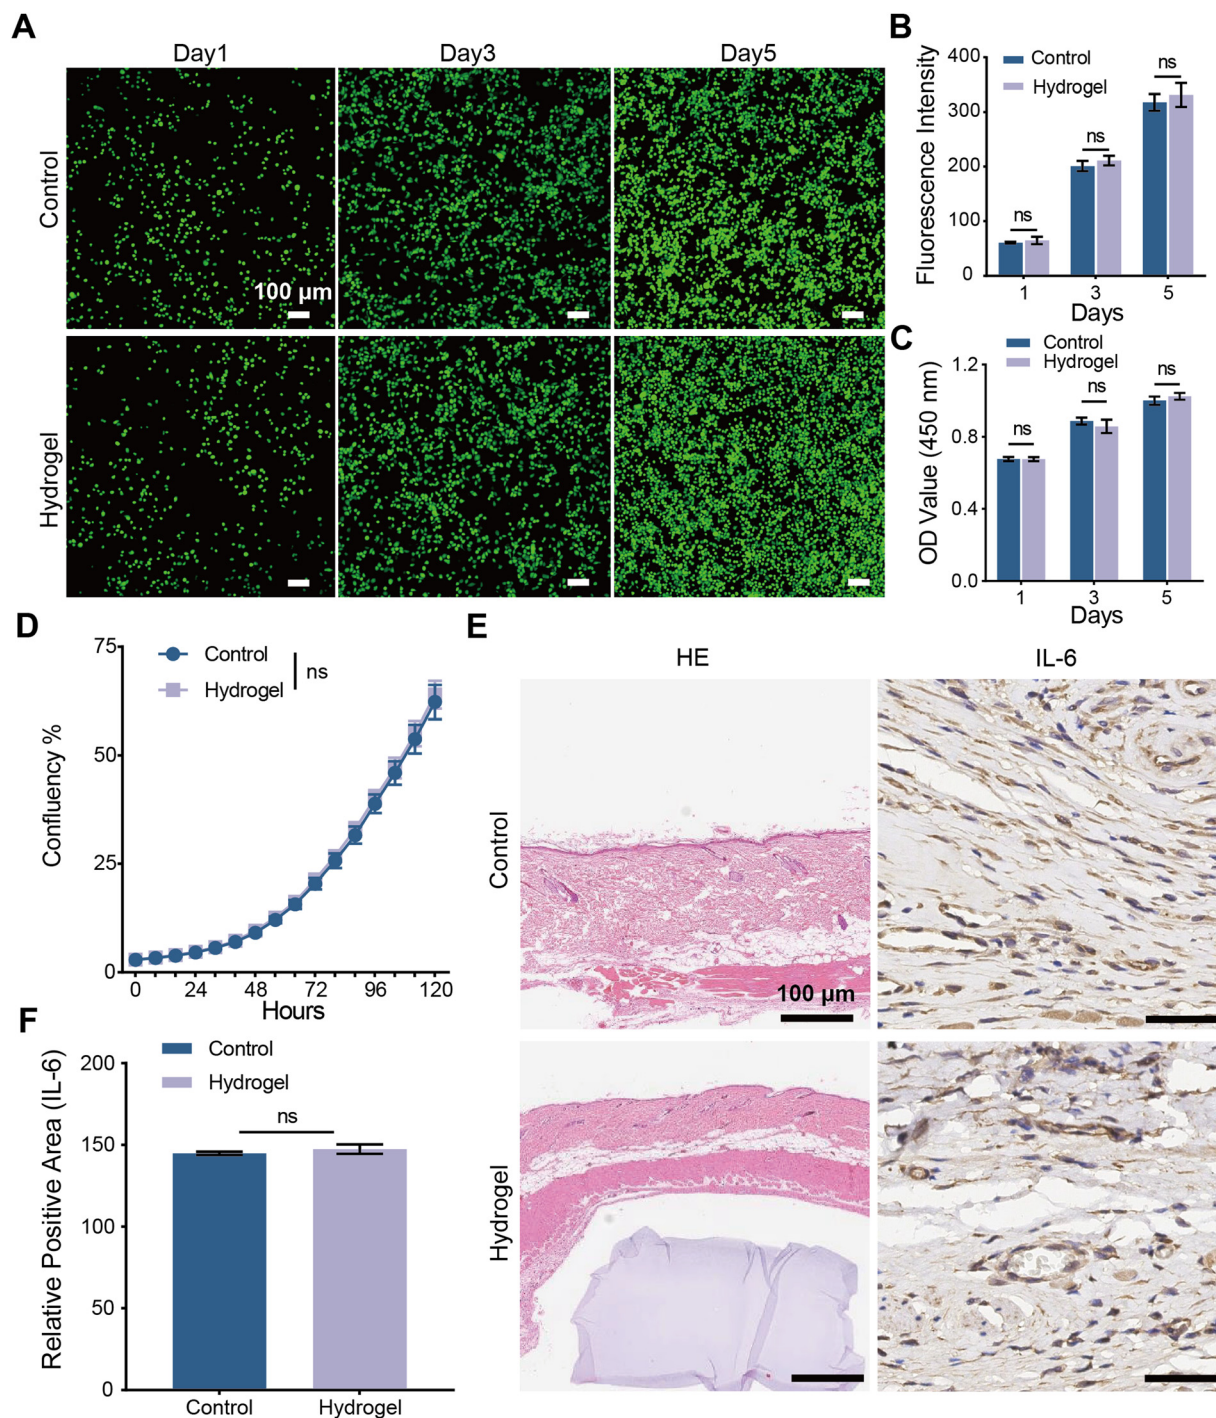 A
Day1 Day3 Day5
Control
100 µm
Hydrogel
B
Fluorescence Intensity
400
300
200
100
0
Control
Hydrogel
ns
ns
ns
1 3 5
Days
C
OD Value (450 nm)
1.2
0.8
0.4
0.0
Control
Hydrogel
ns
ns
ns
1 3 5
Days
D
Confluency %
75
50
25
0
Control
Hydrogel
ns
0 24 48 72 96 120
Hours
E
HE IL-6
Control
100 µm
Hydrogel
F
Relative Positive Area (IL-6)
200
150
100
50
0
Control
Hydrogel
ns
Control Hydrogel